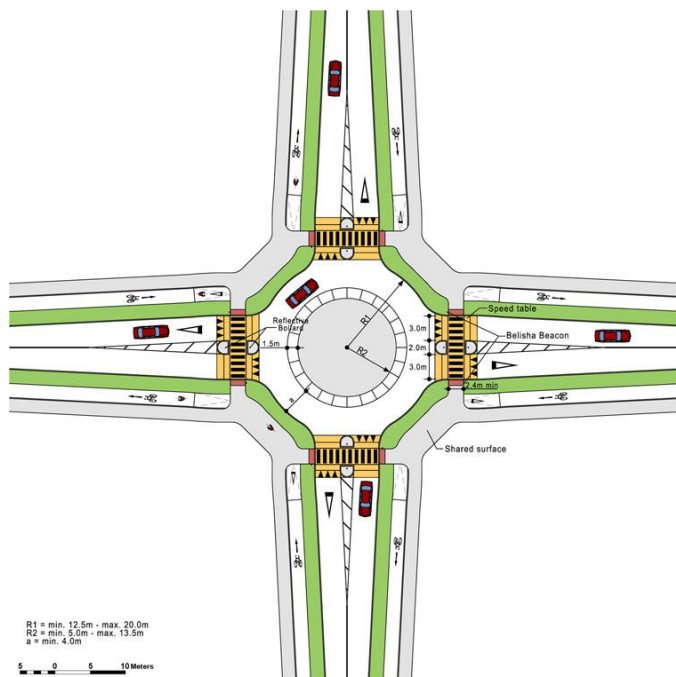 R1
R2
Reflective
Bollard
1.5m
3.0m
2.0m
3.0m
Speed table
Belisha Beacon
2.4m min
a
Shared surface
R1 = min. 12.5m - max. 20.0m
R2 = min. 5.0m - max. 13.5m
a = min. 4.0m
5 0 5 10 Meters